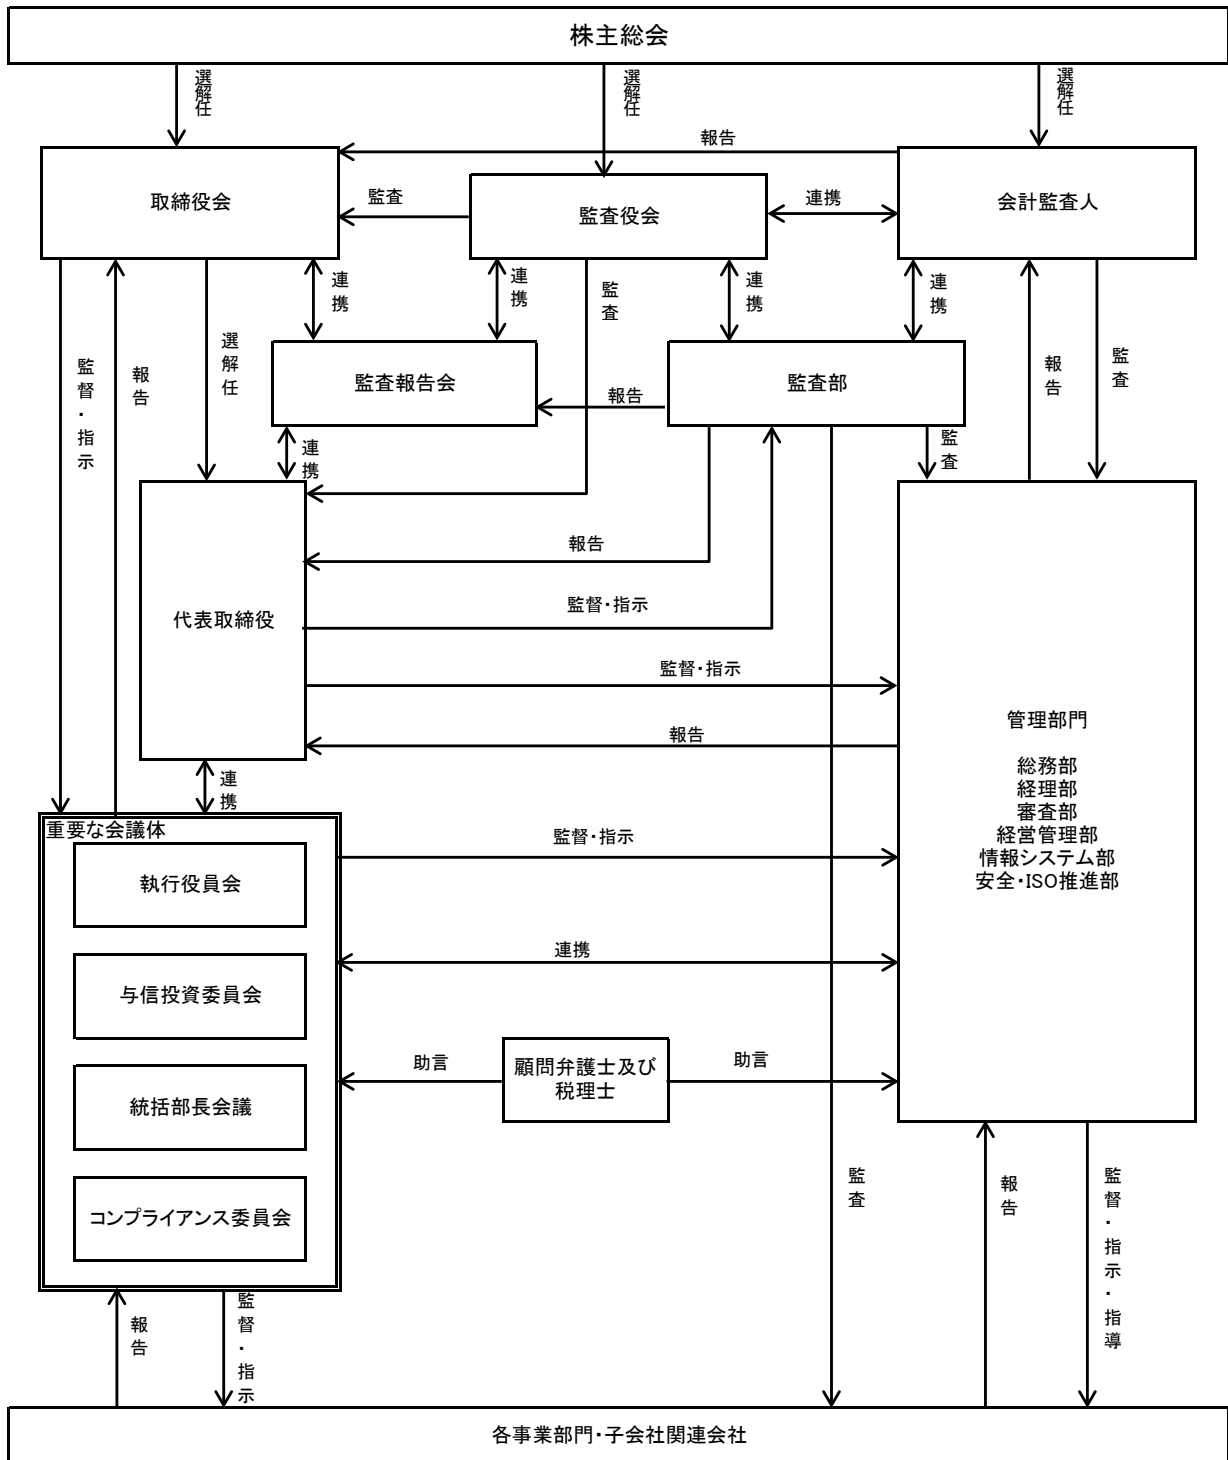 株主総会
選解任
選解任
選解任
報告
取締役会
監査
監査役会
連携
会計監査人
連携
連携
監査
連携
連携
選解任
監督・指示
報告
監査報告会
報告
監査部
報告
監査
連携
監査
報告
代表取締役
監督・指示
監督・指示
報告
連携
管理部門
総務部
経理部
審査部
経営管理部
情報システム部
安全・ISO推進部
重要な会議体
監督・指示
執行役員会
連携
与信投資委員会
助言
顧問弁護士及び
税理士
助言
統括部長会議
監査
報告
監督・指示・指導
コンプライアンス委員会
報告
監督・指示
各事業部門・子会社関連会社